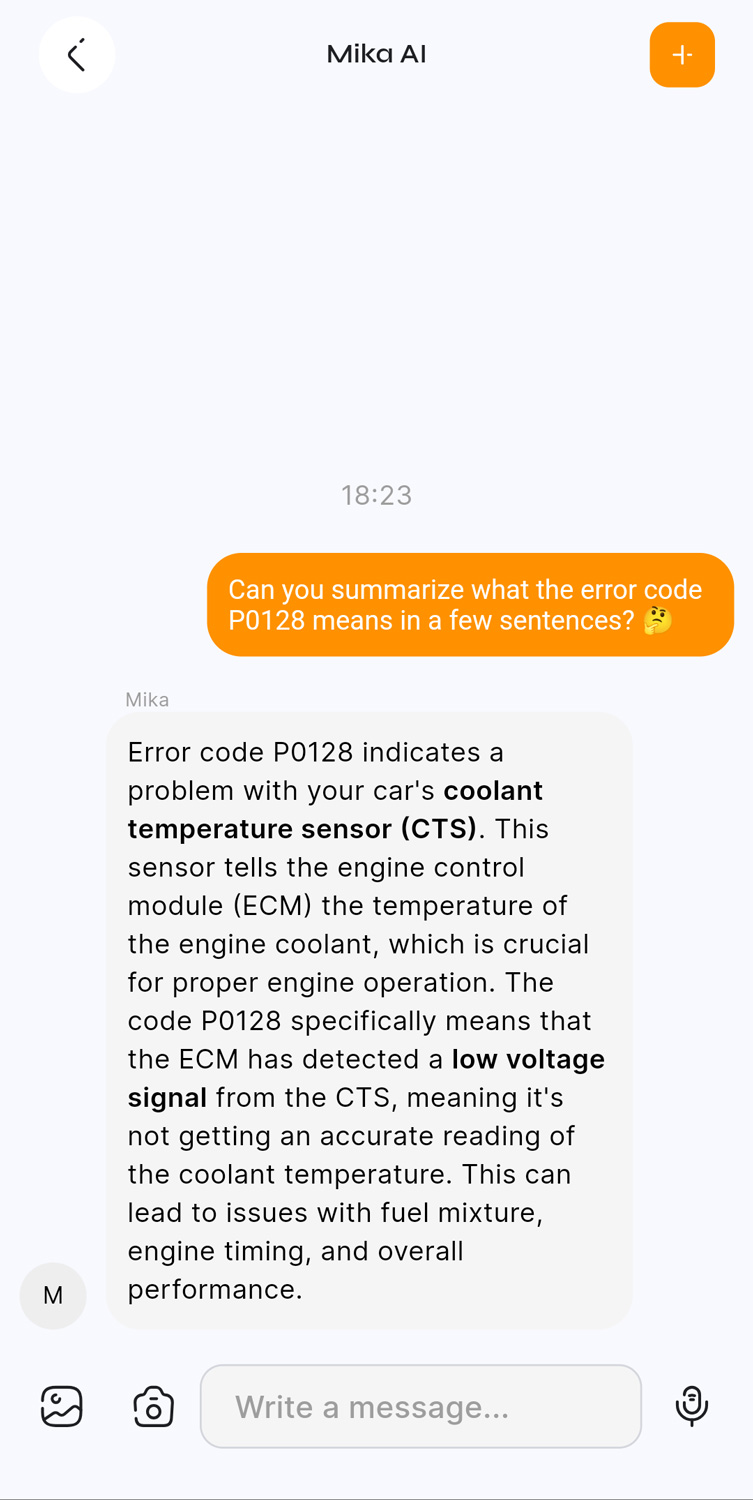 Mika AI
18:23
Can you summarize what the error code
P0128 means in a few sentences? 🤔
Mika
Error code P0128 indicates a
problem with your car's coolant
temperature sensor (CTS). This
sensor tells the engine control
module (ECM) the temperature of
the engine coolant, which is crucial
for proper engine operation. The
code P0128 specifically means that
the ECM has detected a low voltage
signal from the CTS, meaning it's
not getting an accurate reading of
the coolant temperature. This can
lead to issues with fuel mixture,
engine timing, and overall
performance.
M
Write a message...